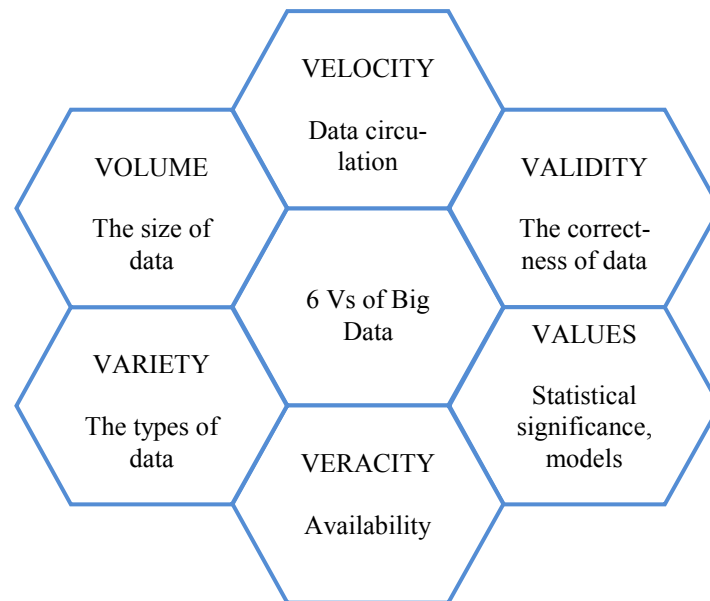 VELOCITY
Data circu-
lation
VOLUME
The size of
data
VALIDITY
The correct-
ness of data
6 Vs of Big
Data
VARIETY
The types of
data
VALUES
Statistical
significance,
models
VERACITY
Availability